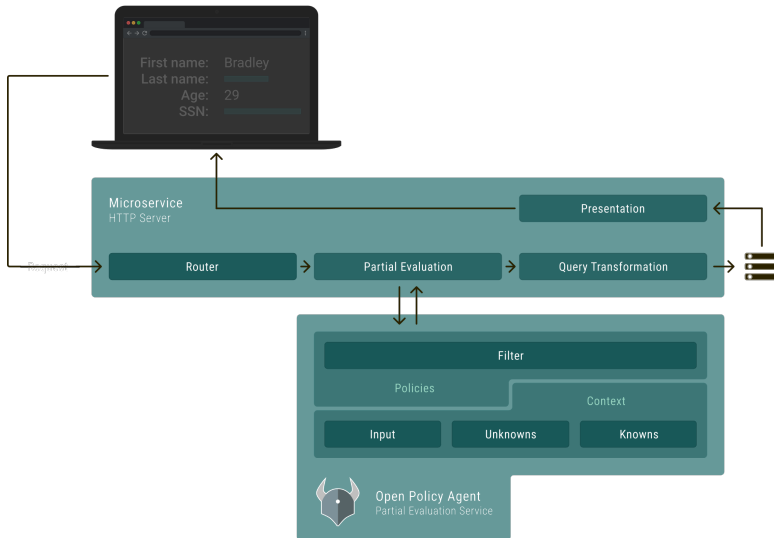 First name: Bradley
Last name:
Age: 29
SSN:
Microservice
HTTP Server
Presentation
Request
Router
Partial Evaluation
Query Transformation
Filter
Policies
Context
Input
Unknowns
Knowns
Open Policy Agent
Partial Evaluation Service